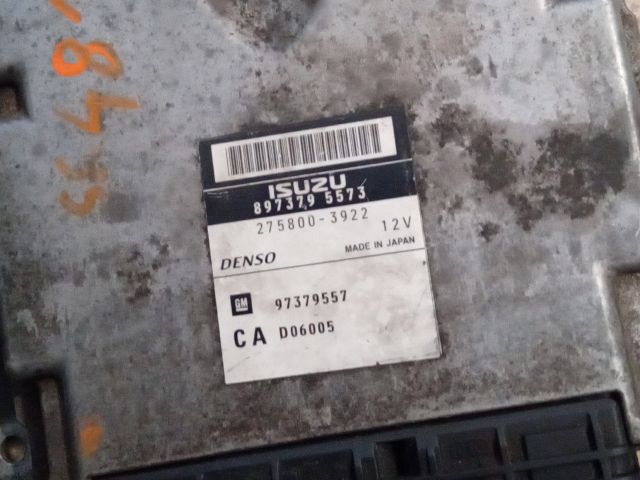 ISUZU
897379 5573
275800-3922
12V
DENSO
MADE IN JAPAN
GM
97379557
CA D06005